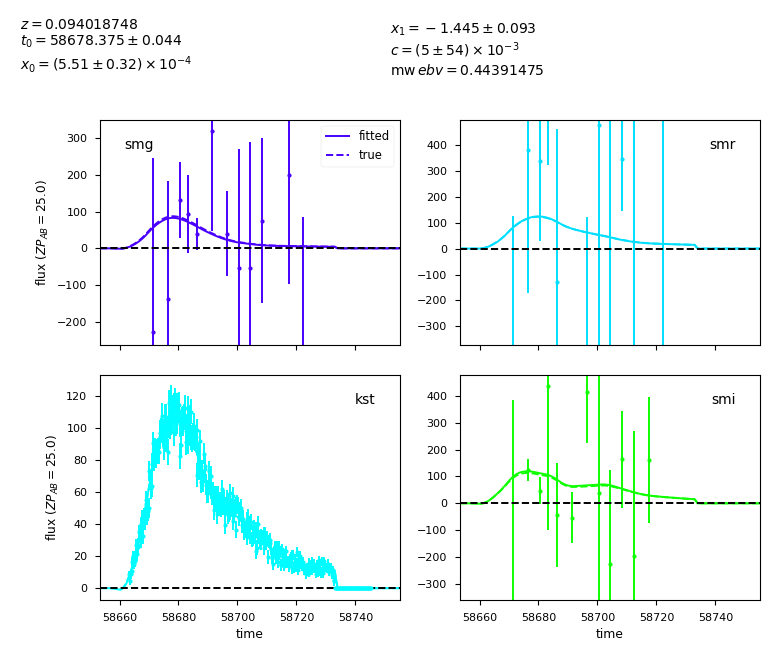 z = 0.094018748
t₀ = 58678.375 ± 0.044
x₀ = (5.51 ± 0.32) × 10⁻⁴
x₁ = −1.445 ± 0.093
c = (5 ± 54) × 10⁻³
mw ebv = 0.44391475
smg
fitted
true
300
200
100
0
−100
−200
flux (ZP_AB = 25.0)
smr
400
300
200
100
0
−100
−200
−300
kst
120
100
80
60
40
20
0
flux (ZP_AB = 25.0)
58660 58680 58700 58720 58740
time
smi
400
300
200
100
0
−100
−200
−300
58660 58680 58700 58720 58740
time